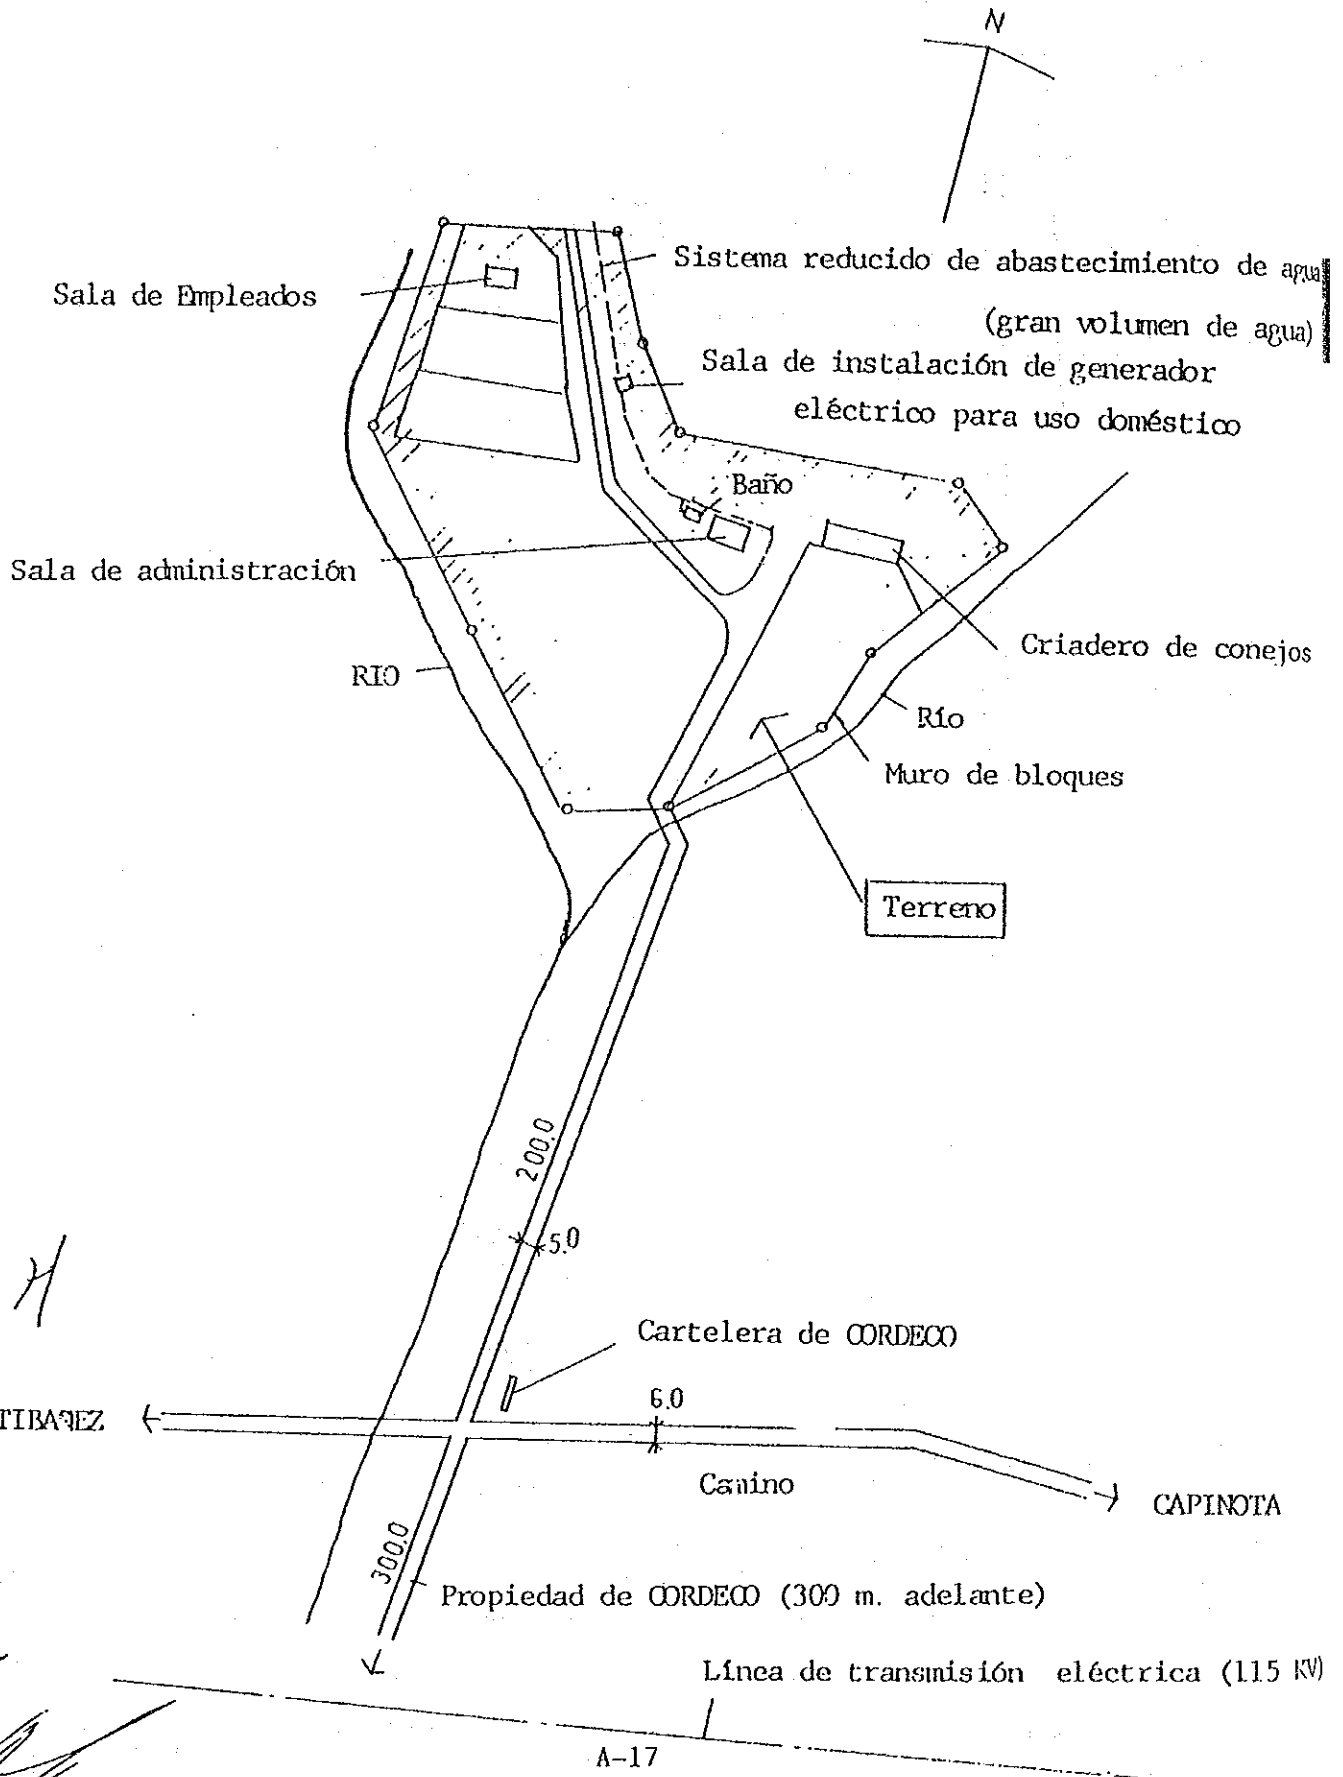 N
Sistema reducido de abastecimiento de agua
(gran volumen de agua)
Sala de Empleados
Sala de instalación de generador
eléctrico para uso doméstico
Baño
Sala de administración
Criadero de conejos
RIO
Río
Muro de bloques
Terreno
200.0
5.0
Cartelera de CORDECO
6.0
Camino
CAPINOTA
300.0
Propiedad de CORDECO (300 m. adelante)
Línea de transmisión eléctrica (115 KV)
A-17